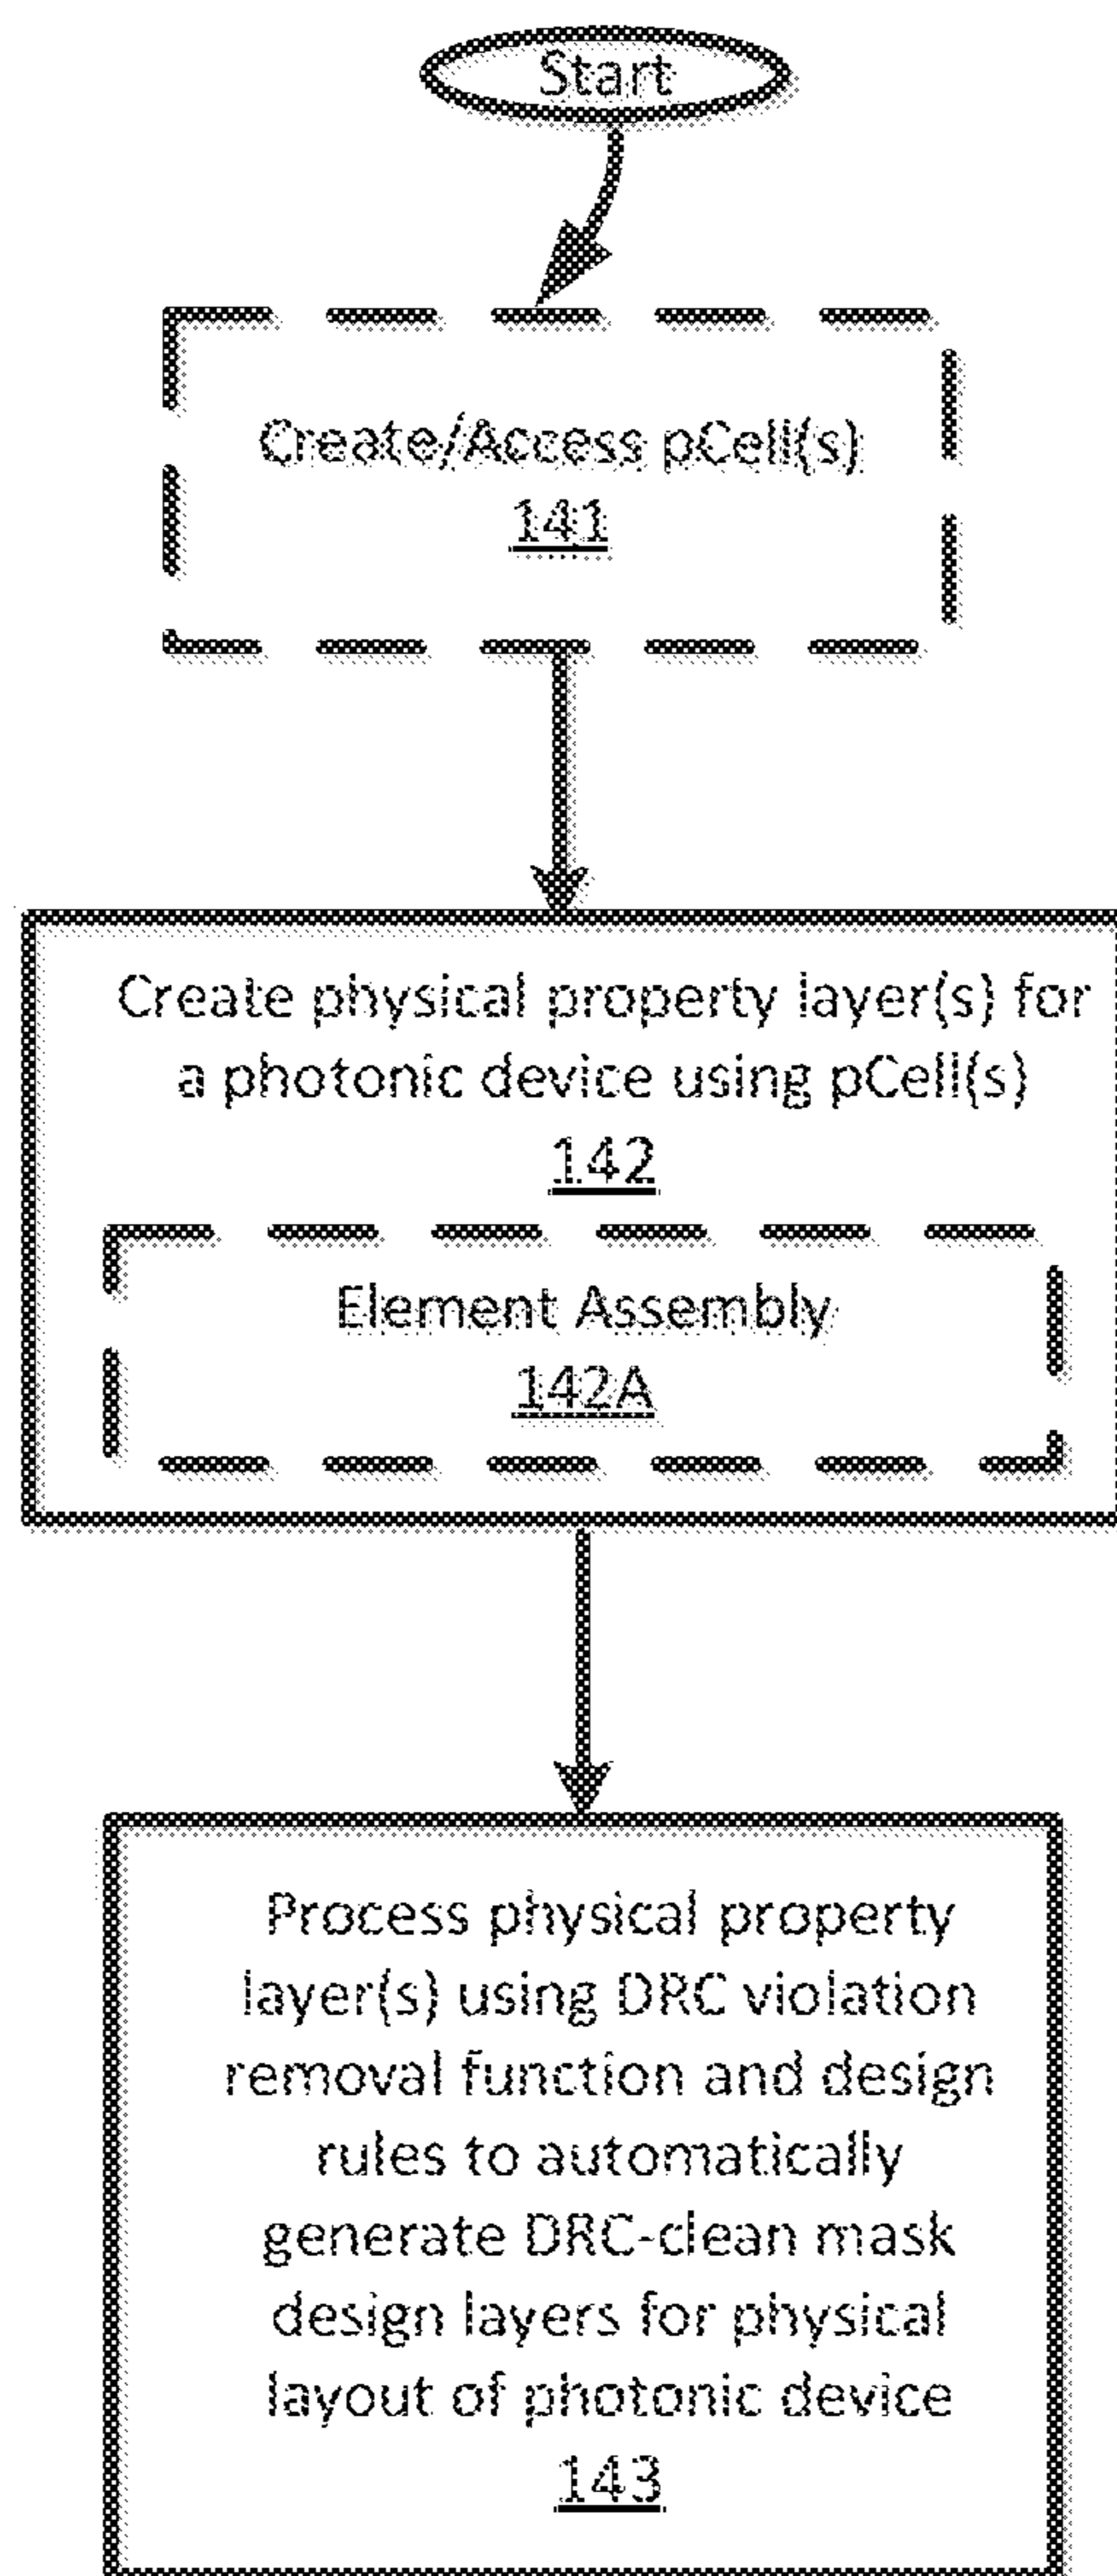 Start
Create/Access pCell(s)
141
Create physical property layer(s) for
a photonic device using pCell(s)
142
Element Assembly
142A
Process physical property
layer(s) using DRC violation
removal function and design
rules to automatically
generate DRC-clean mask
design layers for physical
layout of photonic device
143